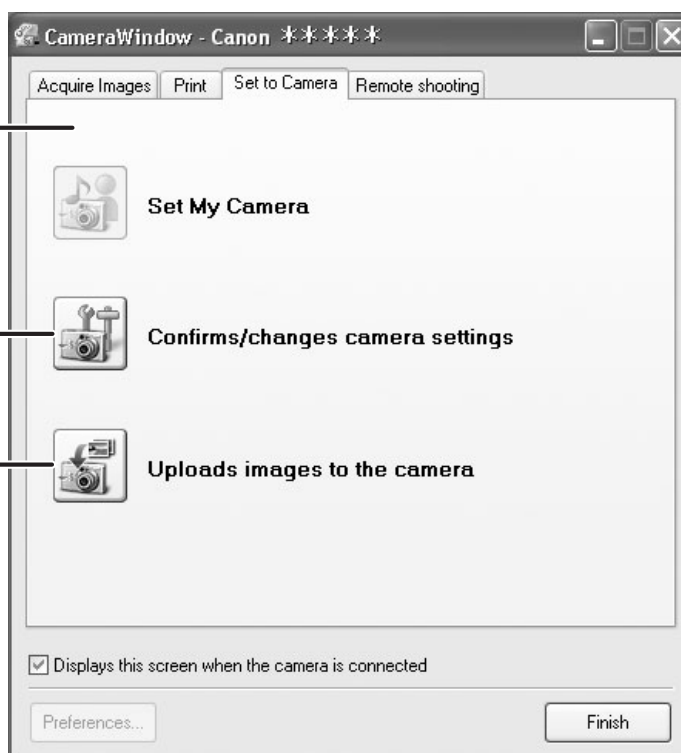 CameraWindow - Canon *****
Acquire Images Print Set to Camera Remote shooting
Set My Camera
Confirms/changes camera settings
Uploads images to the camera
Displays this screen when the camera is connected
Preferences... Finish